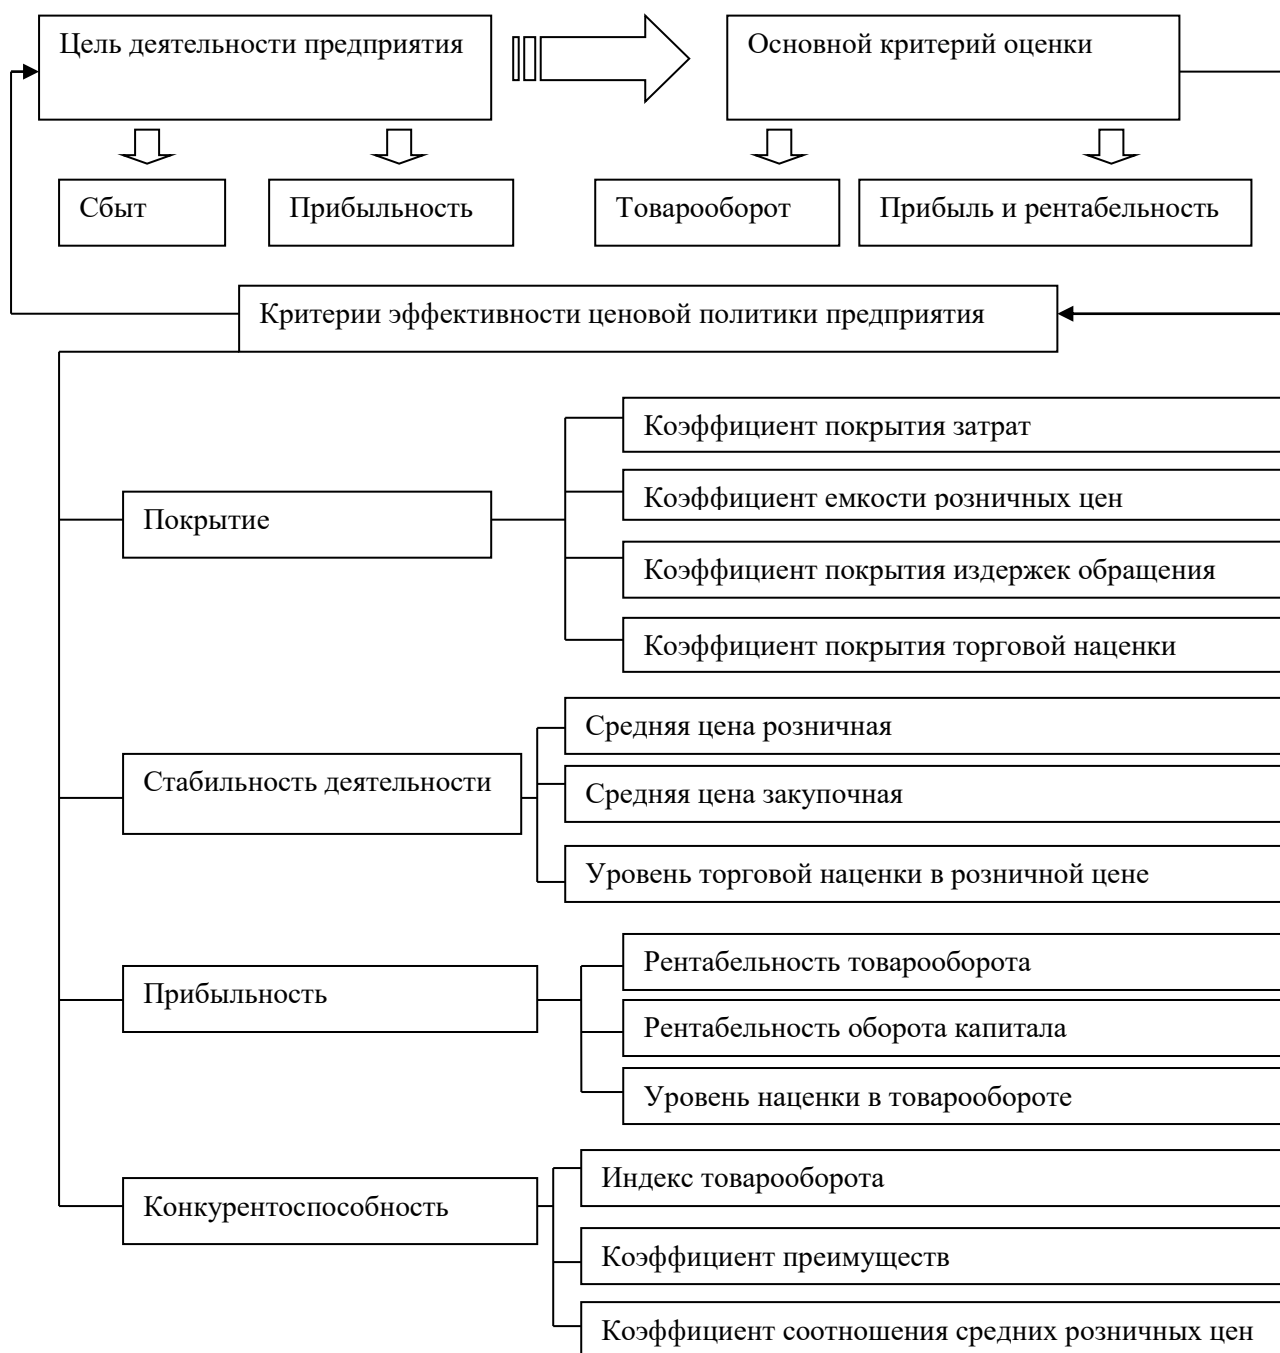 Цель деятельности предприятия
Основной критерий оценки
Сбыт
Прибыльность
Товарооборот
Прибыль и рентабельность
Критерии эффективности ценовой политики предприятия
Коэффициент покрытия затрат
Коэффициент емкости розничных цен
Покрытие
Коэффициент покрытия издержек обращения
Коэффициент покрытия торговой наценки
Средняя цена розничная
Стабильность деятельности
Средняя цена закупочная
Уровень торговой наценки в розничной цене
Рентабельность товарооборота
Прибыльность
Рентабельность оборота капитала
Уровень наценки в товарообороте
Индекс товарооборота
Конкурентоспособность
Коэффициент преимуществ
Коэффициент соотношения средних розничных цен